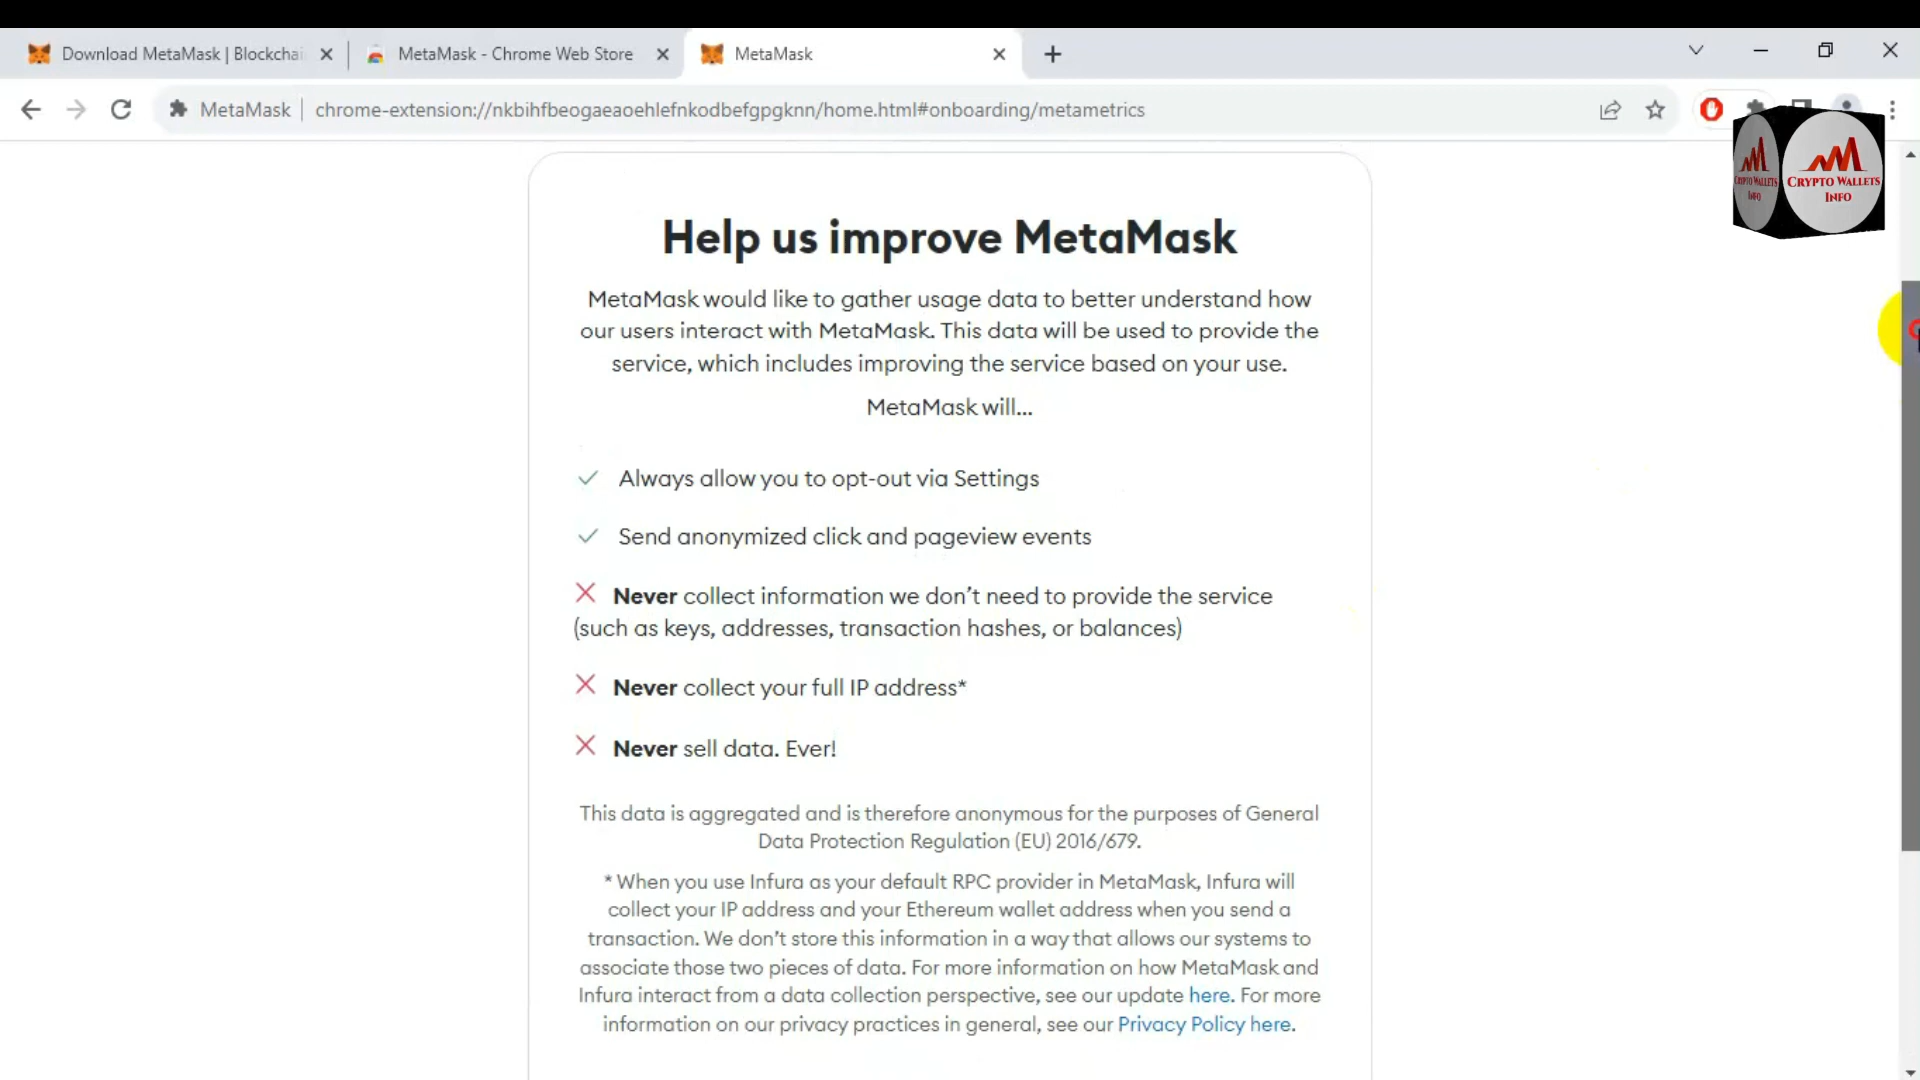 Download MetaMask | Blockchai
MetaMask - Chrome Web Store
MetaMask
MetaMask
chrome-extension://nkbihfbeogaeaoehlefnkodbefgpgknn/home.html#onboarding/metametrics
CRYPTO WALLETS
INFO
CRYPTO WALLETS
INFO
Help us improve MetaMask
MetaMask would like to gather usage data to better understand how
our users interact with MetaMask. This data will be used to provide the
service, which includes improving the service based on your use.
MetaMask will...
Always allow you to opt-out via Settings
Send anonymized click and pageview events
Never collect information we don’t need to provide the service
(such as keys, addresses, transaction hashes, or balances)
Never collect your full IP address*
Never sell data. Ever!
This data is aggregated and is therefore anonymous for the purposes of General
Data Protection Regulation (EU) 2016/679.
* When you use Infura as your default RPC provider in MetaMask, Infura will
collect your IP address and your Ethereum wallet address when you send a
transaction. We don’t store this information in a way that allows our systems to
associate those two pieces of data. For more information on how MetaMask and
Infura interact from a data collection perspective, see our update here. For more
information on our privacy practices in general, see our Privacy Policy here.